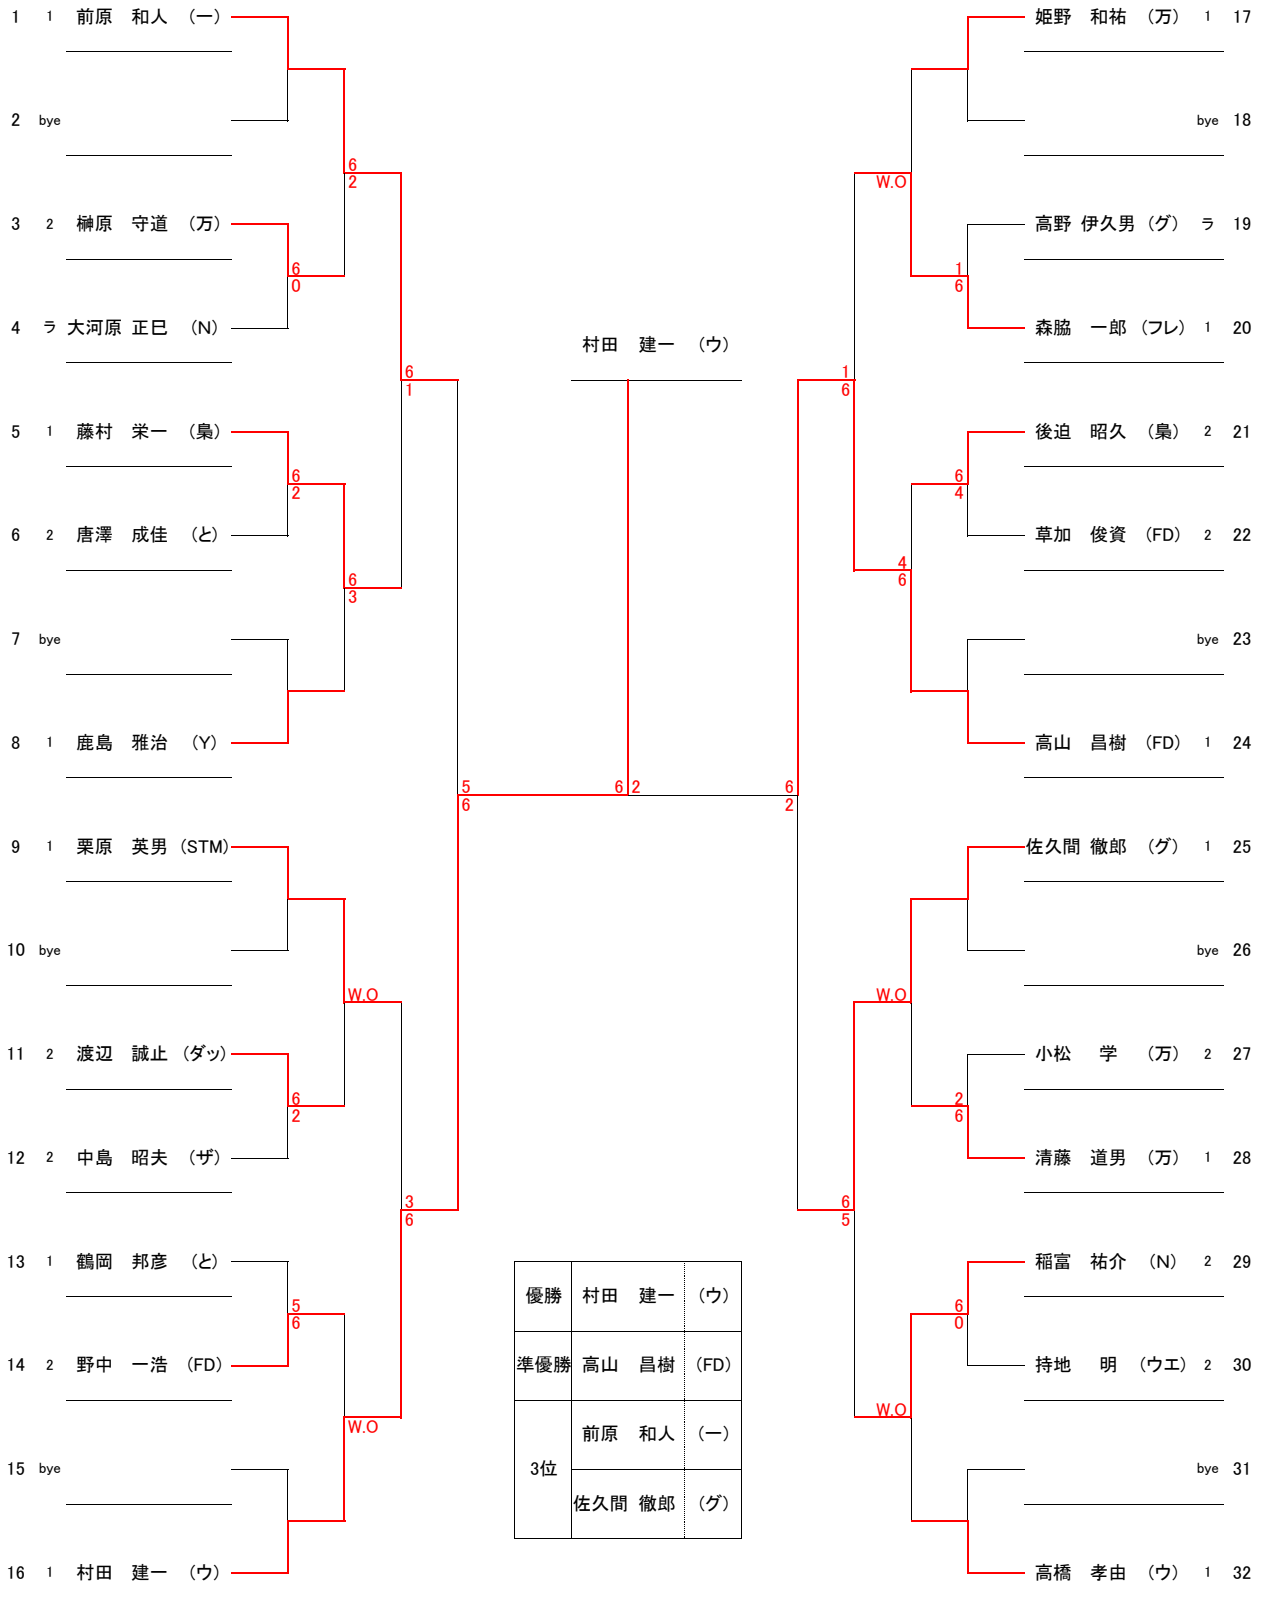 1 1 前原 和人 （一）
2 bye
6
2
3 2 榊原 守道 （万）
6
0
4 ラ 大河原 正巳 （N）
6
1
5 1 藤村 栄一 （梟）
6
2
6 2 唐澤 成佳 （と）
6
3
7 bye
8 1 鹿島 雅治 （Y）
5
6
9 1 栗原 英男 （STM）
10 bye
W.O
11 2 渡辺 誠止 （ダッ）
6
2
12 2 中島 昭夫 （ザ）
3
6
13 1 鶴岡 邦彦 （と）
5
6
14 2 野中 一浩 （FD）
W.O
15 bye
16 1 村田 建一 （ウ）
村田 建一 （ウ）
6 2
優勝 村田 建一 （ウ）
準優勝 高山 昌樹 （FD）
3位
前原 和人 （一）
佐久間 徹郎 （グ）
姫野 和祐 （万） 1 17
bye 18
W.O
高野 伊久男 （グ） ラ 19
1
6
森脇 一郎 （フレ） 1 20
1
6
後迫 昭久 （梟） 2 21
6
4
草加 俊資 （FD） 2 22
4
6
bye 23
高山 昌樹 （FD） 1 24
6
2
佐久間 徹郎 （グ） 1 25
bye 26
W.O
小松 学 （万） 2 27
2
6
清藤 道男 （万） 1 28
6
5
稲富 祐介 （N） 2 29
6
0
持地 明 （ウエ） 2 30
W.O
bye 31
高橋 孝由 （ウ） 1 32